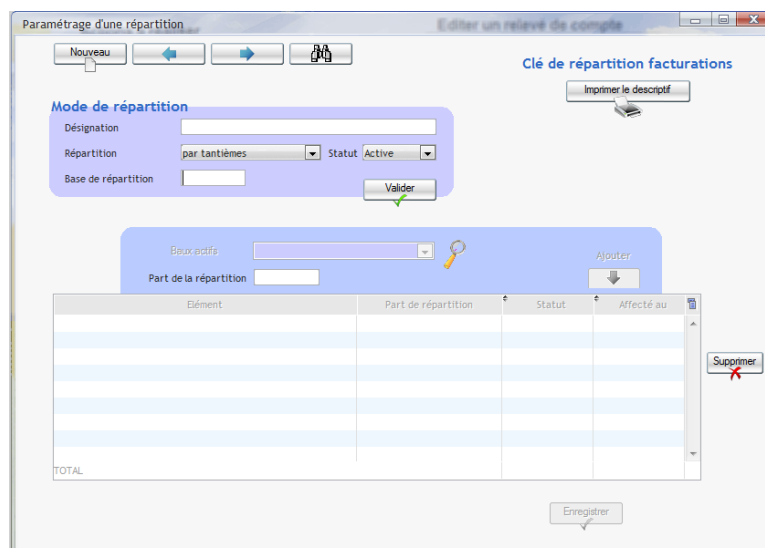 Paramétrage d'une répartition
Editer un relevé de compte
Nouveau
Clé de répartition facturations
Imprimer le descriptif
Mode de répartition
Désignation
Répartition par tantièmes Statut Active
Base de répartition
Valider
Baux actifs
Ajouter
Part de la répartition
Elément Part de répartition Statut Affecté au
Supprimer
TOTAL
Enregistrer